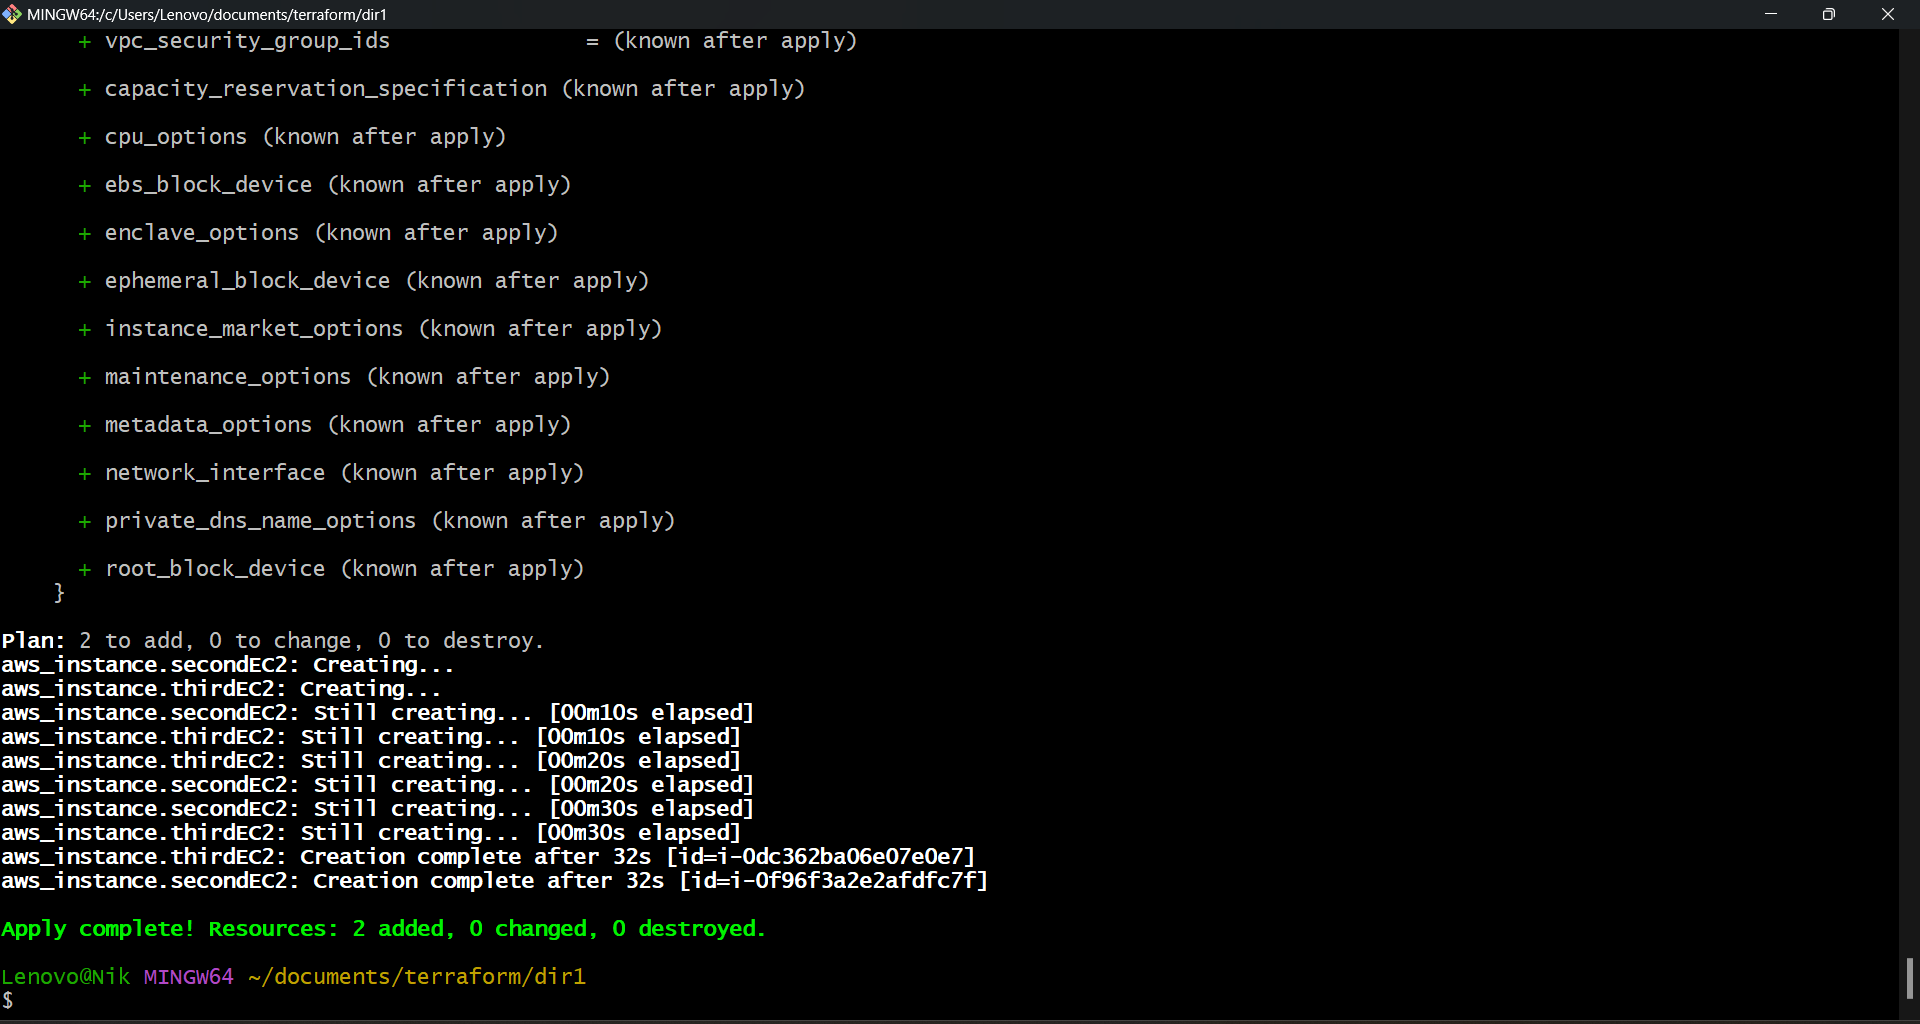 MINGW64:/c/Users/Lenovo/documents/terraform/dir1
+ vpc_security_group_ids = (known after apply)
+ capacity_reservation_specification (known after apply)
+ cpu_options (known after apply)
+ ebs_block_device (known after apply)
+ enclave_options (known after apply)
+ ephemeral_block_device (known after apply)
+ instance_market_options (known after apply)
+ maintenance_options (known after apply)
+ metadata_options (known after apply)
+ network_interface (known after apply)
+ private_dns_name_options (known after apply)
+ root_block_device (known after apply)
}
Plan: 2 to add, 0 to change, 0 to destroy.
aws_instance.secondEC2: Creating...
aws_instance.thirdEC2: Creating...
aws_instance.secondEC2: Still creating... [00m10s elapsed]
aws_instance.thirdEC2: Still creating... [00m10s elapsed]
aws_instance.thirdEC2: Still creating... [00m20s elapsed]
aws_instance.secondEC2: Still creating... [00m20s elapsed]
aws_instance.secondEC2: Still creating... [00m30s elapsed]
aws_instance.thirdEC2: Still creating... [00m30s elapsed]
aws_instance.thirdEC2: Creation complete after 32s [id=i-0dc362ba06e07e0e7]
aws_instance.secondEC2: Creation complete after 32s [id=i-0f96f3a2e2afdfc7f]
Apply complete! Resources: 2 added, 0 changed, 0 destroyed.
Lenovo@Nik MINGW64 ~/documents/terraform/dir1
$